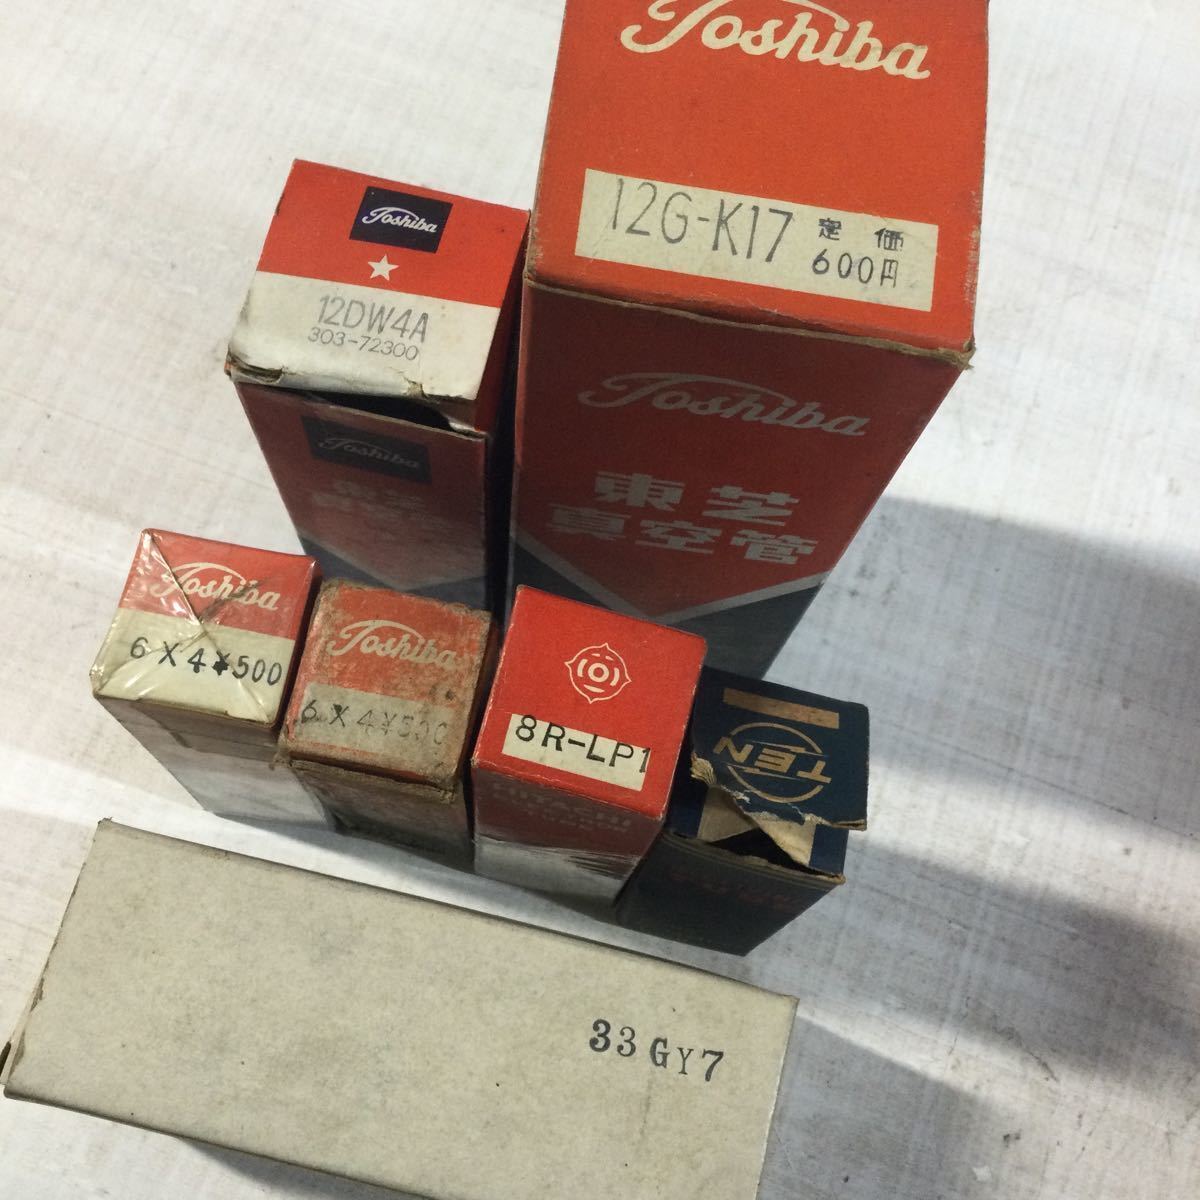 Toshiba
12G-K17 定価
600円
Toshiba
東芝
真空管
Toshiba
12DW4A
303-72300
Toshiba
Toshiba
6X4 ¥500
Toshiba
6X4 ¥500
8R-LP1
HITACHI
TEN
33GY7